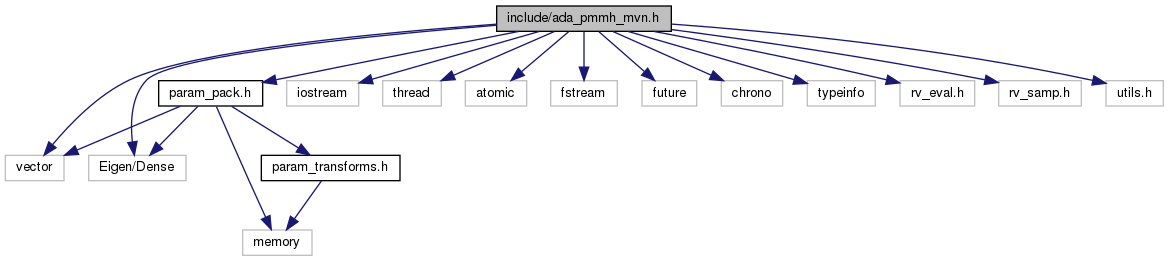 include/ada_pmmh_mvn.h
param_pack.h
iostream
thread
atomic
fstream
future
chrono
typeinfo
rv_eval.h
rv_samp.h
utils.h
vector
Eigen/Dense
param_transforms.h
memory